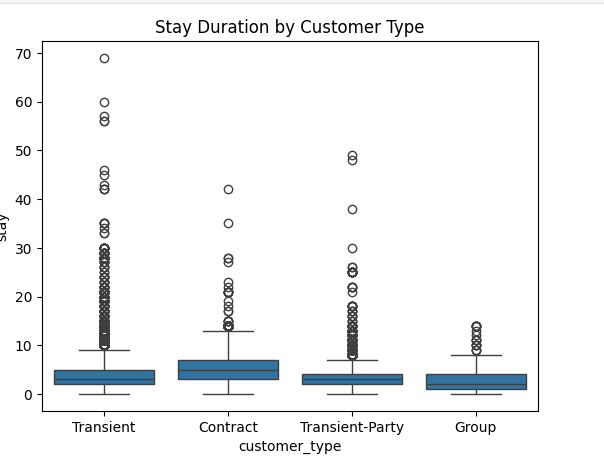 Stay Duration by Customer Type
70
60
50
40
30
20
10
0
stay
Transient Contract Transient-Party Group
customer_type